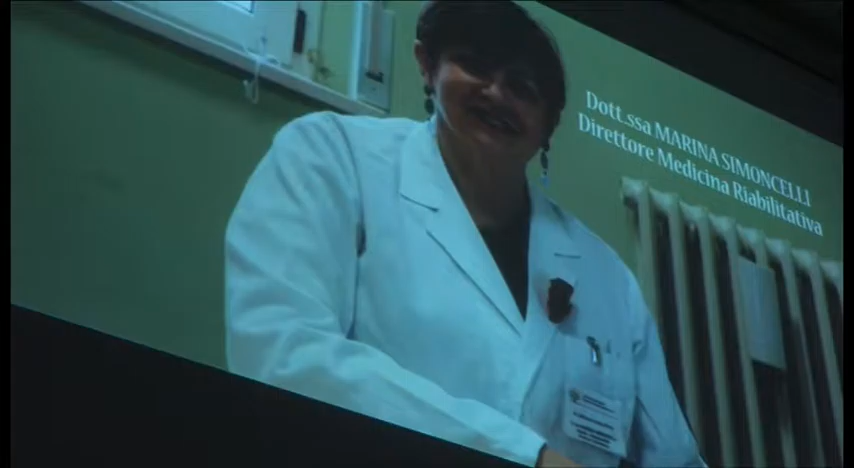 Dott.ssa MARINA SIMONCELLI
Direttore Medicina Riabilitativa